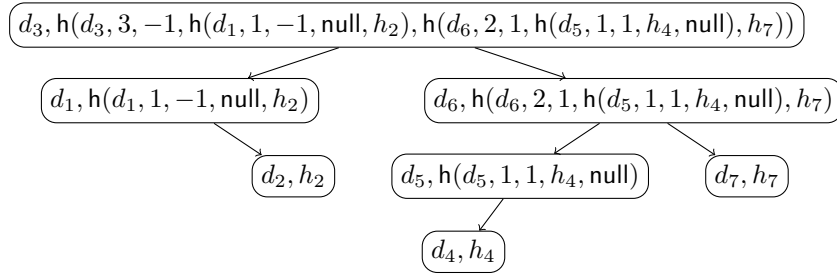 d₃, h(d₃, 3, −1, h(d₁, 1, −1, null, h₂), h(d₆, 2, 1, h(d₅, 1, 1, h₄, null), h₇))
d₁, h(d₁, 1, −1, null, h₂)
d₆, h(d₆, 2, 1, h(d₅, 1, 1, h₄, null), h₇)
d₂, h₂
d₅, h(d₅, 1, 1, h₄, null)
d₇, h₇
d₄, h₄